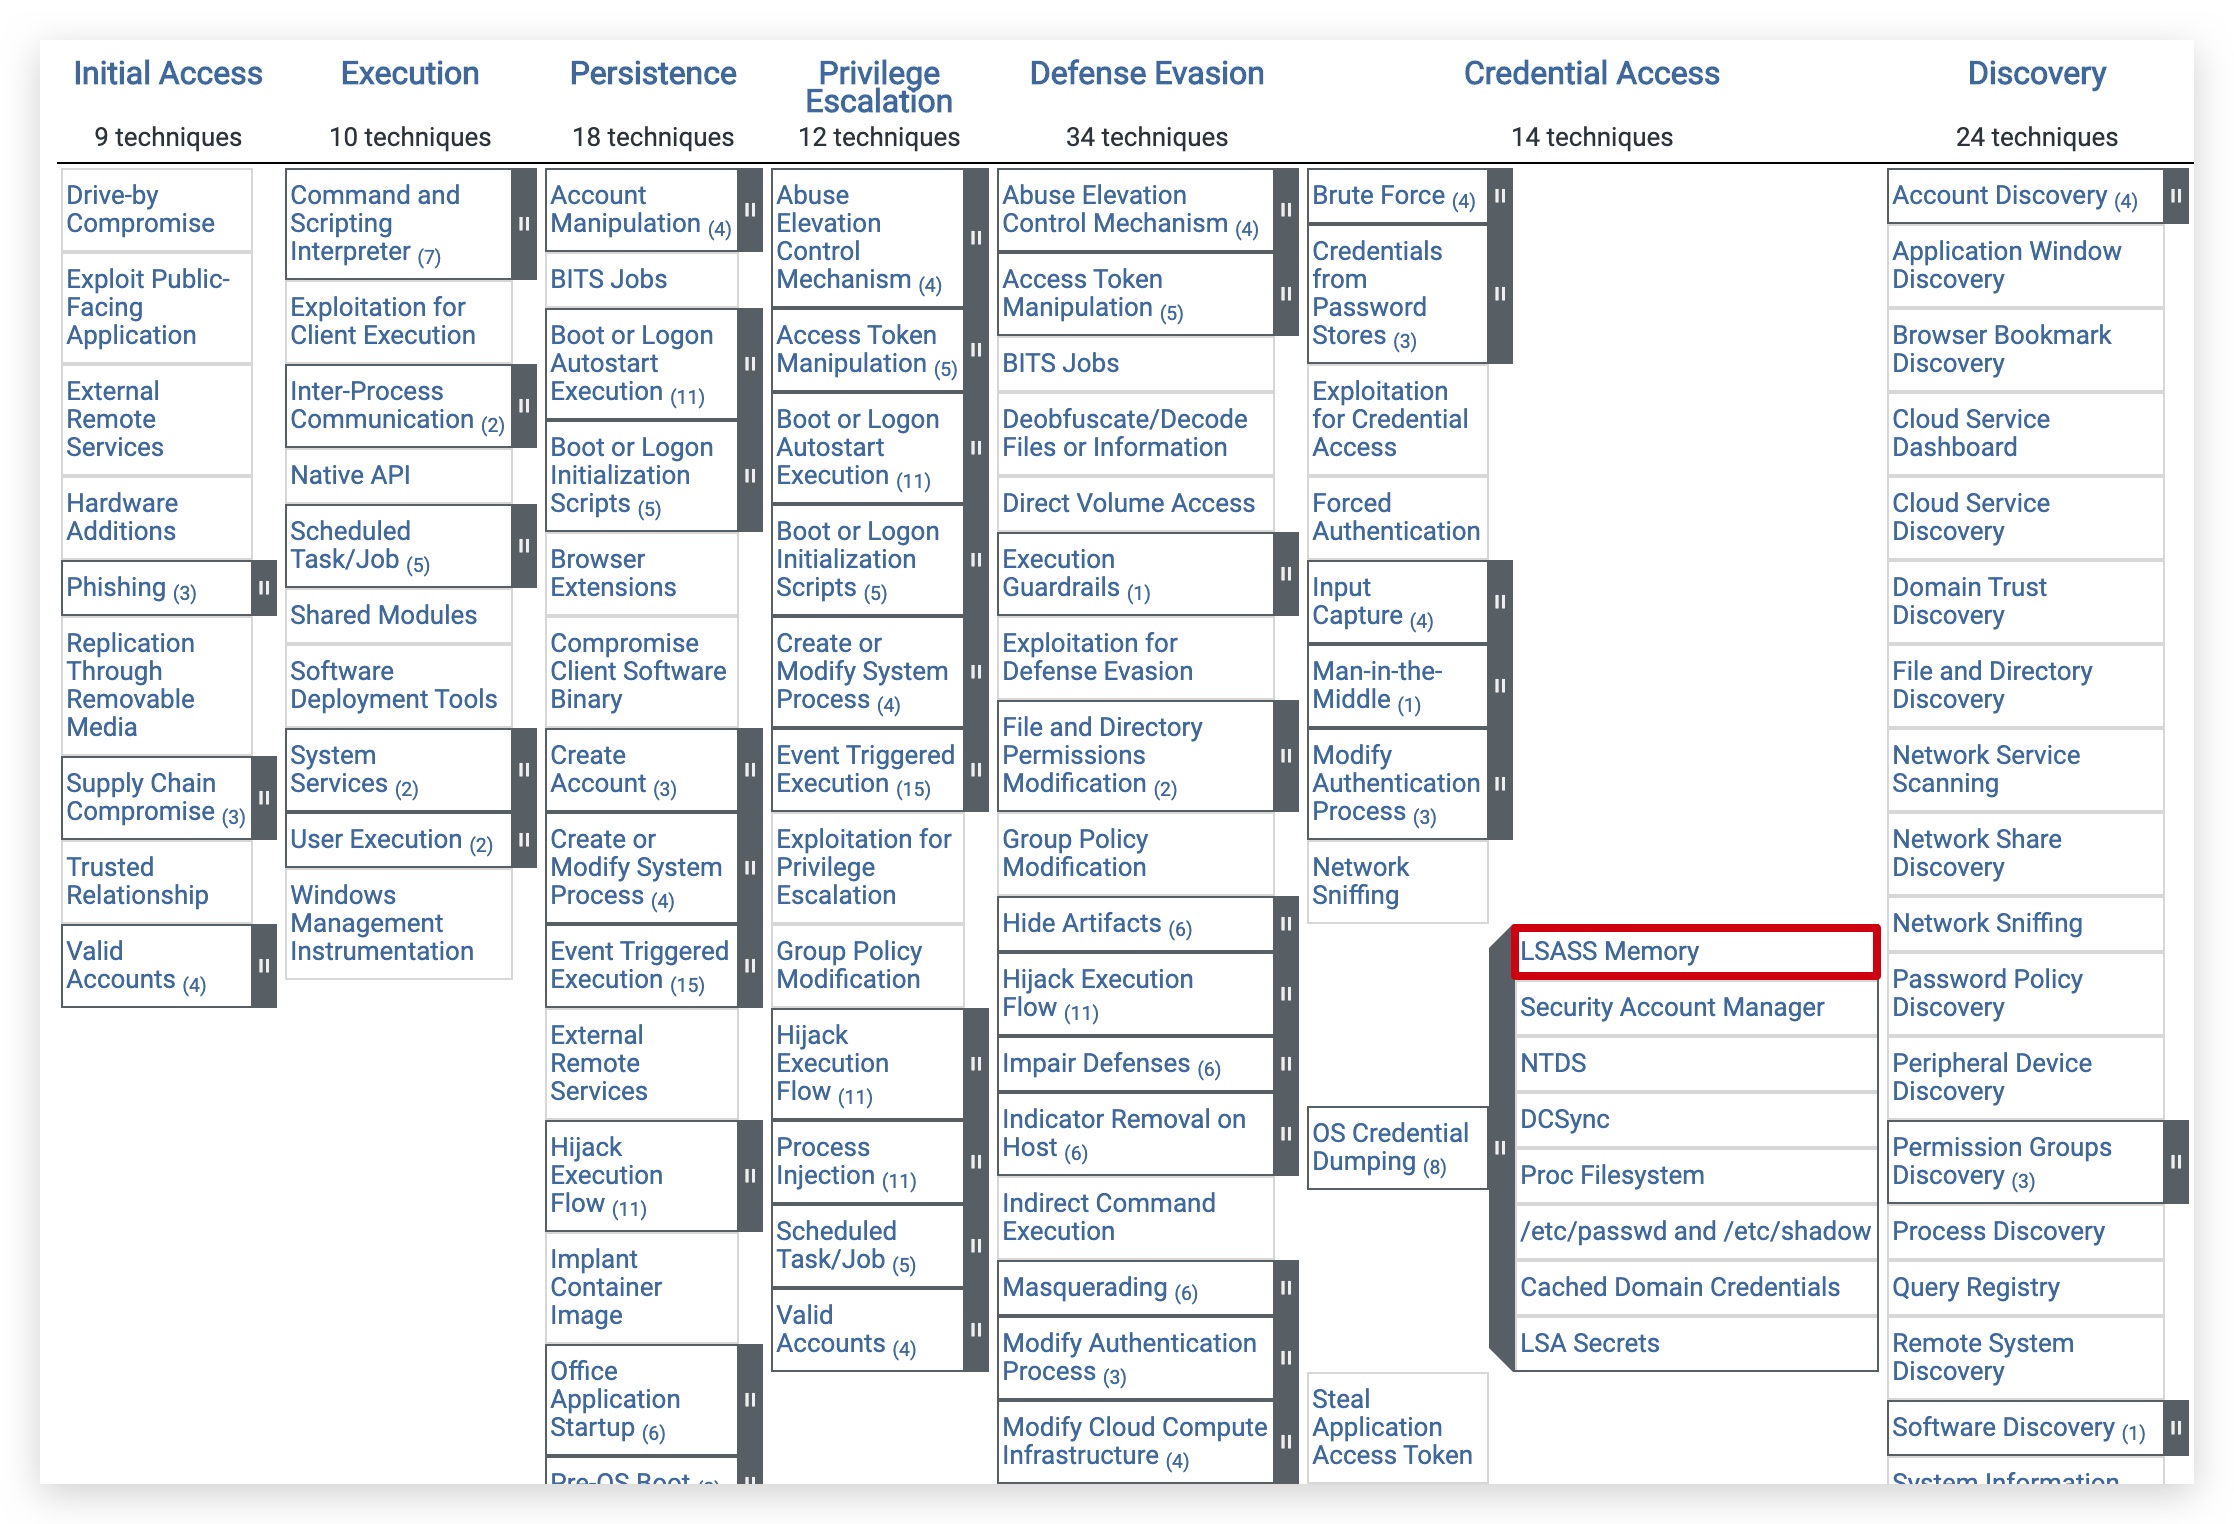 Initial Access
9 techniques
Drive-by
Compromise
Exploit Public-
Facing
Application
External
Remote
Services
Hardware
Additions
Phishing (3)
Replication
Through
Removable
Media
Supply Chain
Compromise (3)
Trusted
Relationship
Valid
Accounts (4)
Execution
10 techniques
Command and
Scripting
Interpreter (7)
Exploitation for
Client Execution
Inter-Process
Communication (2)
Native API
Scheduled
Task/Job (5)
Shared Modules
Software
Deployment Tools
System
Services (2)
User Execution (2)
Windows
Management
Instrumentation
Persistence
18 techniques
Account
Manipulation (4)
BITS Jobs
Boot or Logon
Autostart
Execution (11)
Boot or Logon
Initialization
Scripts (5)
Browser
Extensions
Compromise
Client Software
Binary
Create
Account (3)
Create or
Modify System
Process (4)
Event Triggered
Execution (15)
External
Remote
Services
Hijack
Execution
Flow (11)
Implant
Container
Image
Office
Application
Startup (6)
Pre-OS Boot
Privilege
Escalation
12 techniques
Abuse
Elevation
Control
Mechanism (4)
Access Token
Manipulation (5)
Boot or Logon
Autostart
Execution (11)
Boot or Logon
Initialization
Scripts (5)
Create or
Modify System
Process (4)
Event Triggered
Execution (15)
Exploitation for
Privilege
Escalation
Group Policy
Modification
Hijack
Execution
Flow (11)
Process
Injection (11)
Scheduled
Task/Job (5)
Valid
Accounts (4)
Defense Evasion
34 techniques
Abuse Elevation
Control Mechanism (4)
Access Token
Manipulation (5)
BITS Jobs
Deobfuscate/Decode
Files or Information
Direct Volume Access
Execution
Guardrails (1)
Exploitation for
Defense Evasion
File and Directory
Permissions
Modification (2)
Group Policy
Modification
Hide Artifacts (6)
Hijack Execution
Flow (11)
Impair Defenses (6)
Indicator Removal on
Host (6)
Indirect Command
Execution
Masquerading (6)
Modify Authentication
Process (3)
Modify Cloud Compute
Infrastructure (4)
Credential Access
14 techniques
Brute Force (4)
Credentials
from
Password
Stores (3)
Exploitation
for Credential
Access
Forced
Authentication
Input
Capture (4)
Man-in-the-
Middle (1)
Modify
Authentication
Process (3)
Network
Sniffing
OS Credential
Dumping (8)
LSASS Memory
Security Account Manager
NTDS
DCSync
Proc Filesystem
/etc/passwd and /etc/shadow
Cached Domain Credentials
LSA Secrets
Steal
Application
Access Token
Discovery
24 techniques
Account Discovery (4)
Application Window
Discovery
Browser Bookmark
Discovery
Cloud Service
Dashboard
Cloud Service
Discovery
Domain Trust
Discovery
File and Directory
Discovery
Network Service
Scanning
Network Share
Discovery
Network Sniffing
Password Policy
Discovery
Peripheral Device
Discovery
Permission Groups
Discovery (3)
Process Discovery
Query Registry
Remote System
Discovery
Software Discovery (1)
System Information